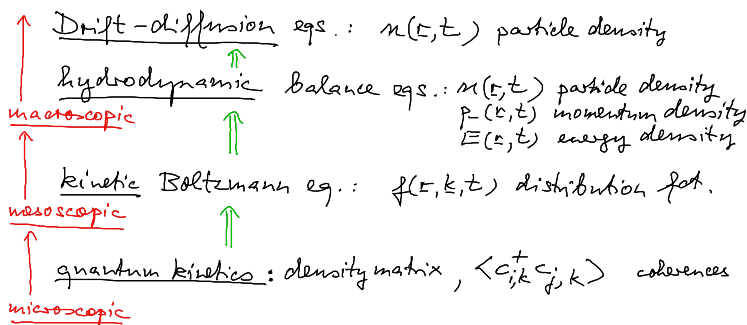 Drift-diffusion eqs.: n(r,t) particle density
hydrodynamic balance eqs.: n(r,t) particle density
macroscopic p(r,t) momentum density
E(r,t) energy density
kinetic Boltzmann eq.: f(r,k,t) distribution fct.
mesoscopic
quantum kinetics: density matrix, <c⁺i,k cj,k> coherences
microscopic